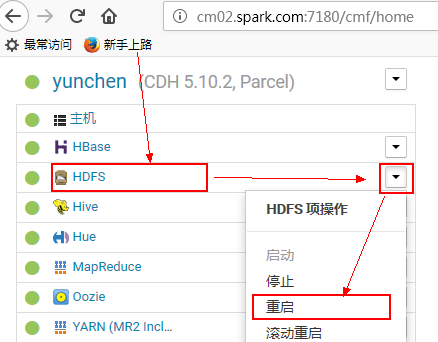 cm02.spark.com:7180/cmf/home
最常访问 新手上路
yunchen (CDH 5.10.2, Parcel)
主机
HBase
HDFS
Hive
HDFS 项操作
Hue
启动
MapReduce
停止
Oozie
重启
YARN (MR2 Incl...
滚动重启